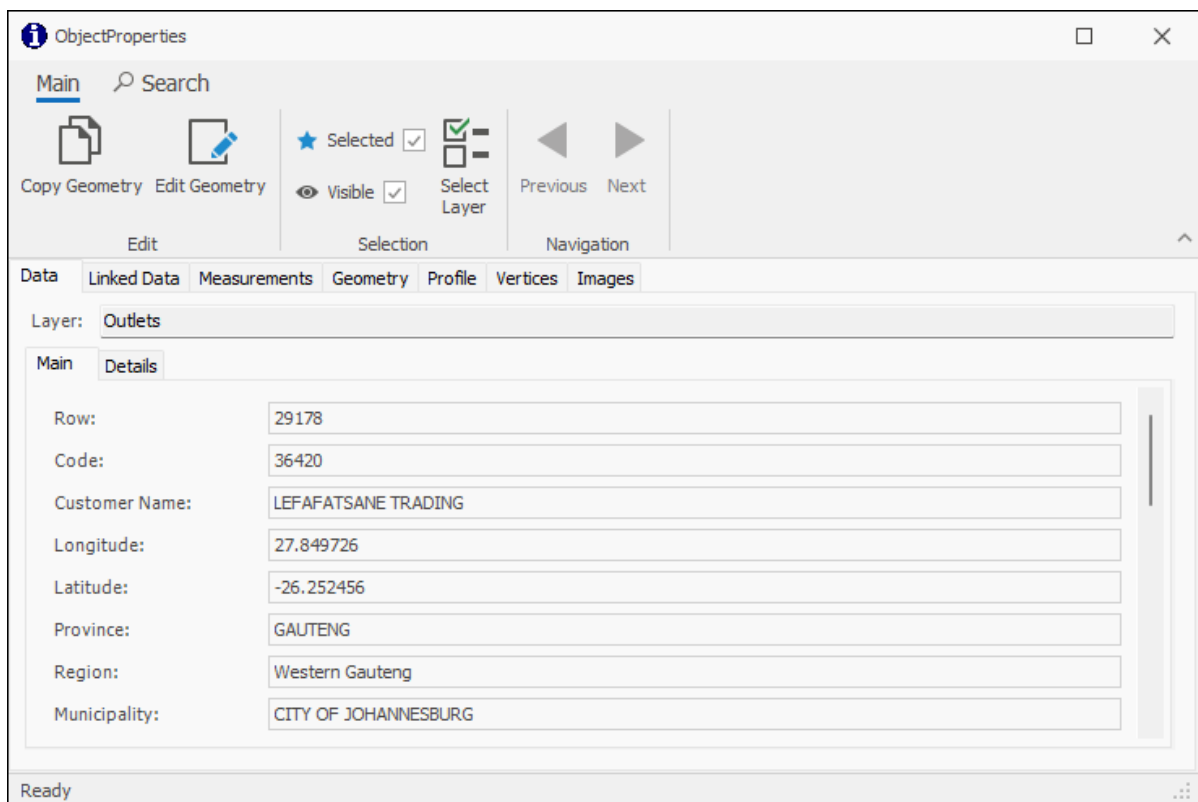 ObjectProperties
Main Search
Copy Geometry Edit Geometry
Selected
Visible
Select
Layer
Previous Next
Edit Selection Navigation
Data Linked Data Measurements Geometry Profile Vertices Images
Layer: Outlets
Main Details
Row: 29178
Code: 36420
Customer Name: LEFAFATSANE TRADING
Longitude: 27.849726
Latitude: -26.252456
Province: GAUTENG
Region: Western Gauteng
Municipality: CITY OF JOHANNESBURG
Ready